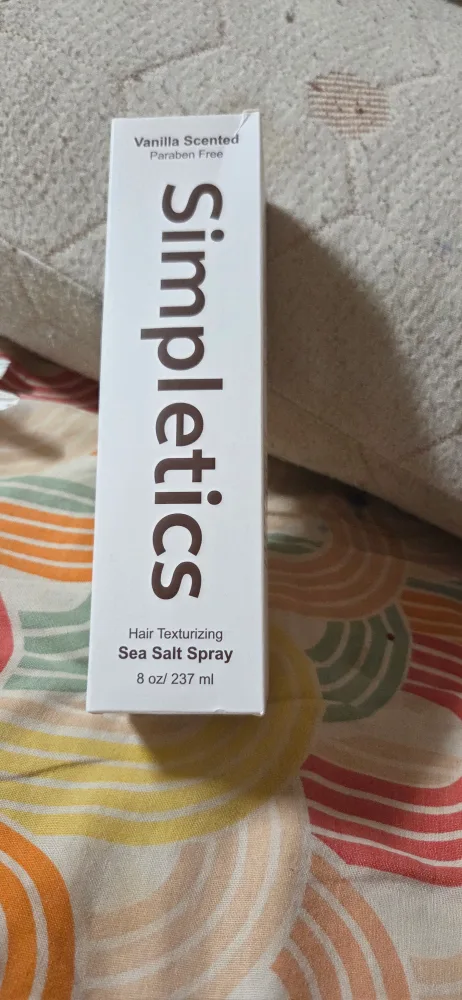 Vanilla Scented
Paraben Free
Simpletics
Hair Texturizing
Sea Salt Spray
8 oz/ 237 ml